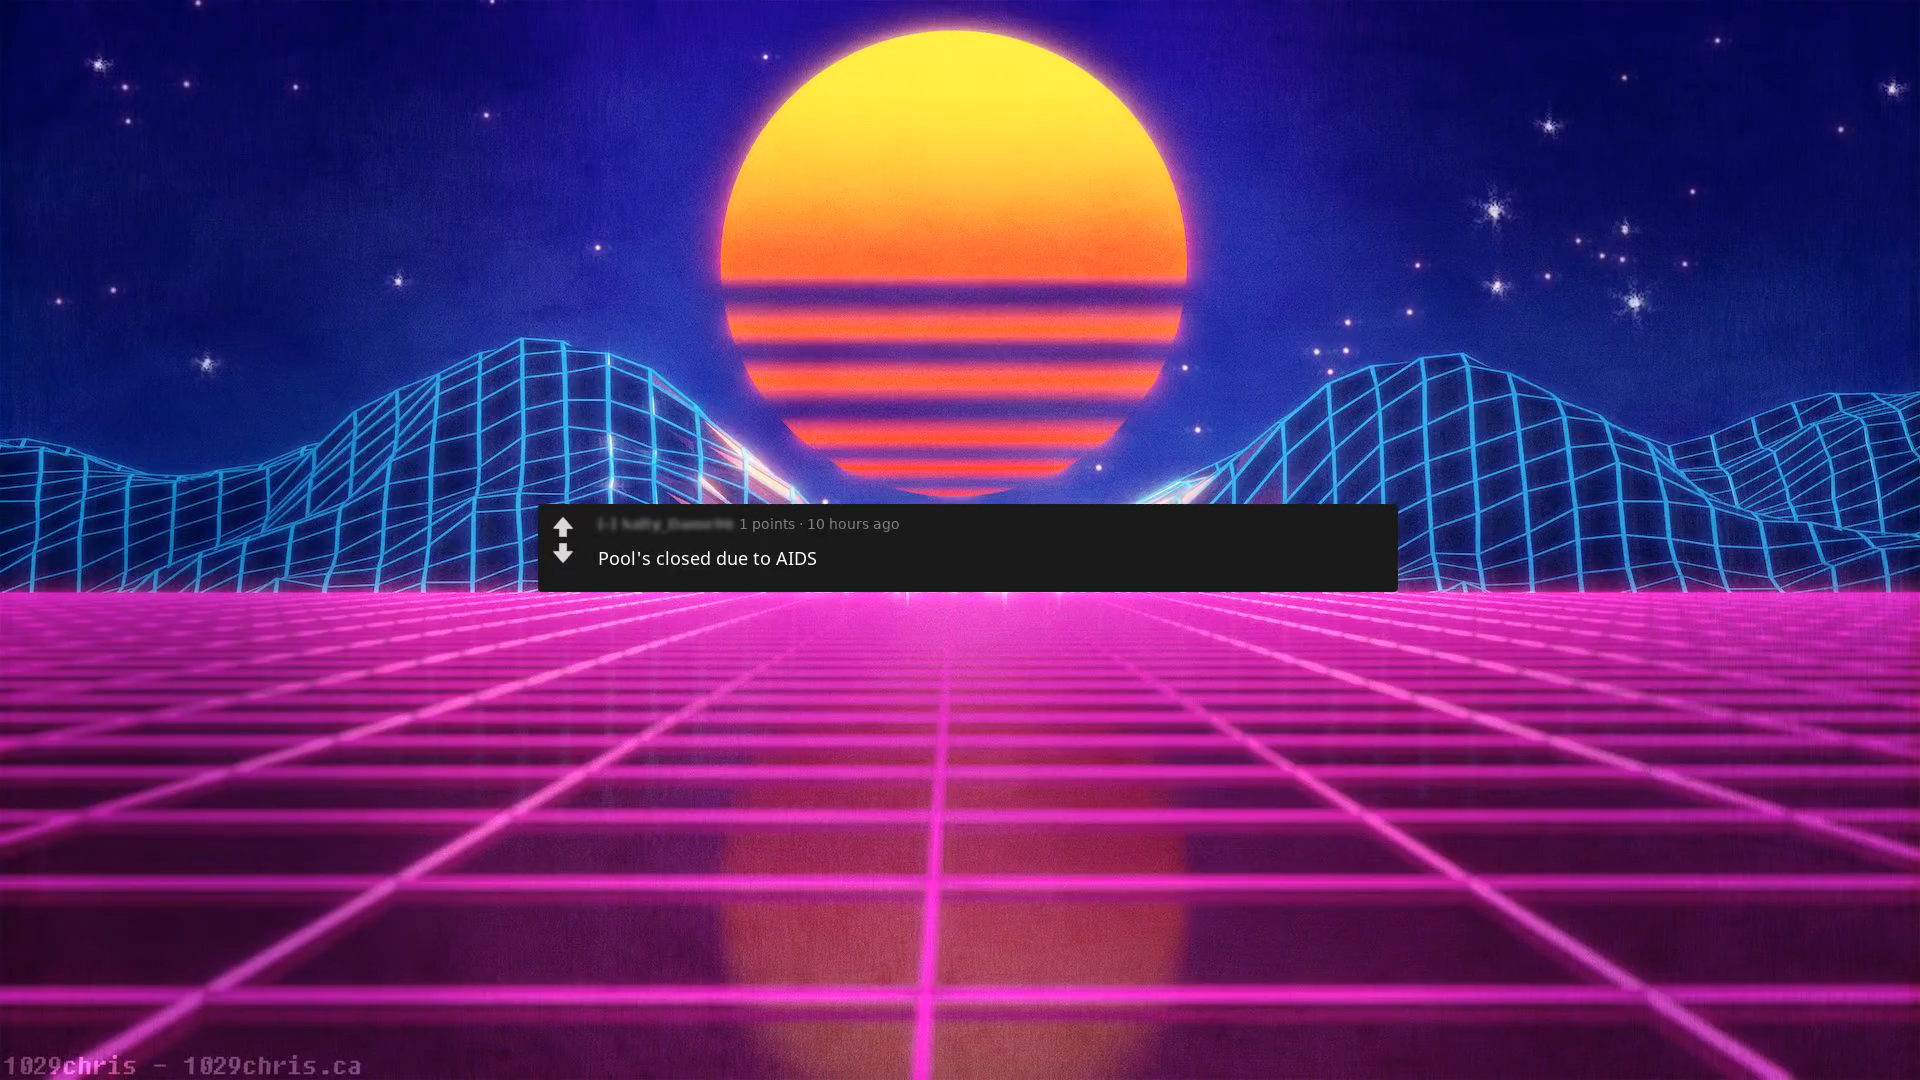 1 points · 10 hours ago
Pool's closed due to AIDS
1029chris - 1029chris.ca